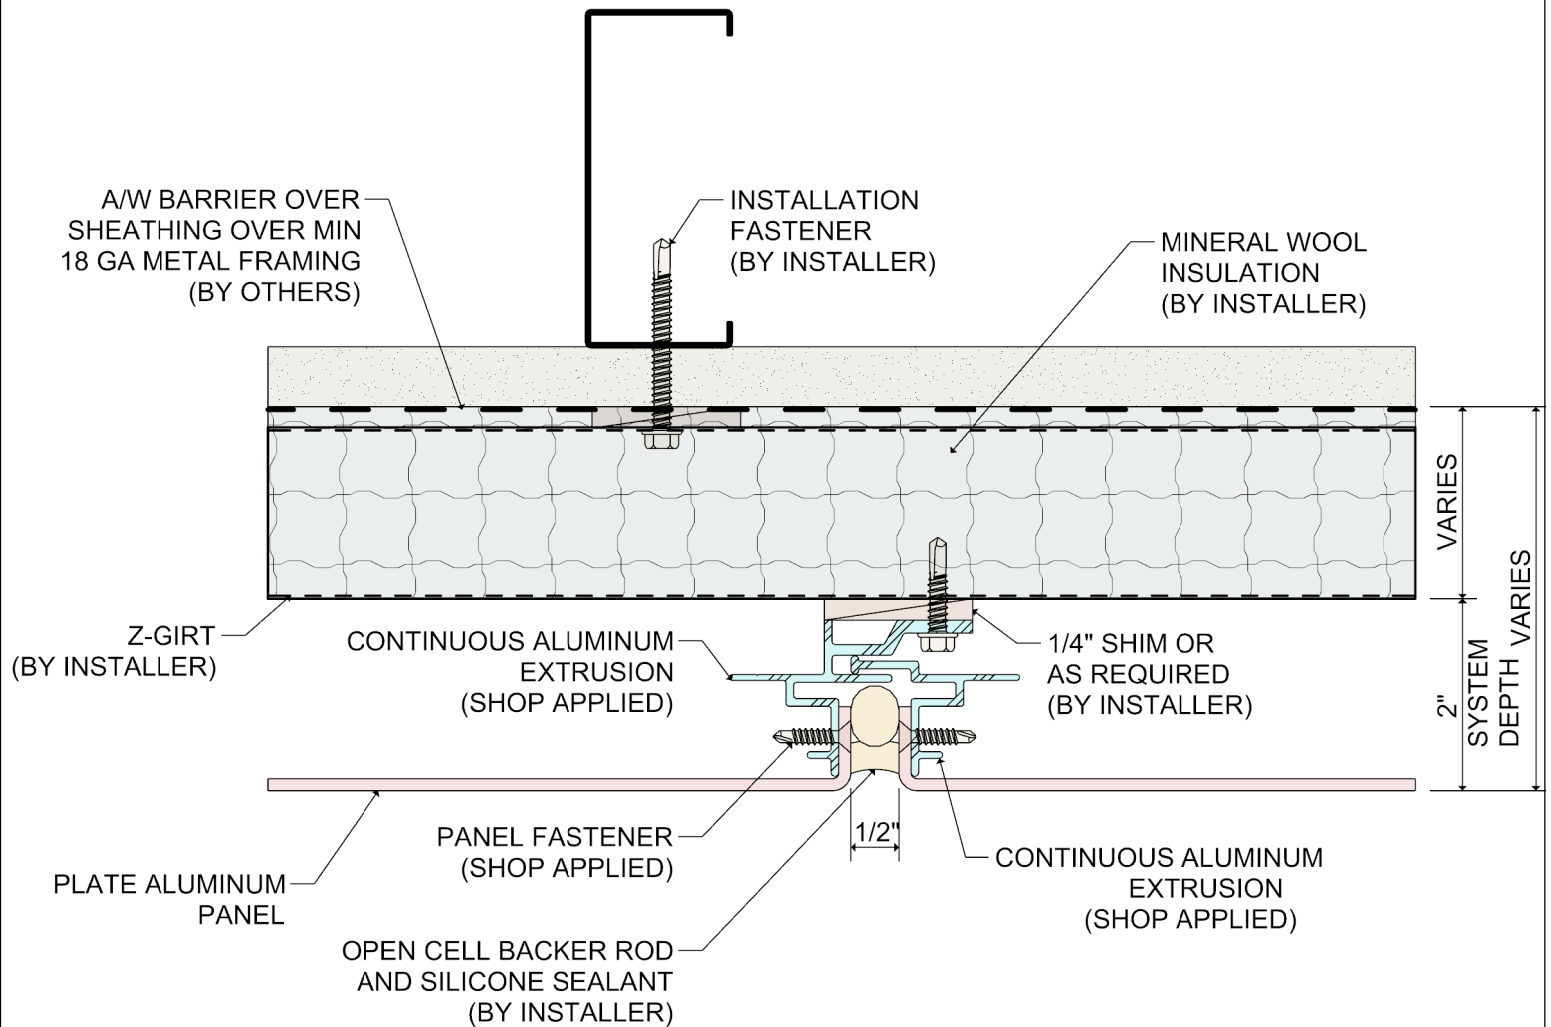 A/W BARRIER OVER
SHEATHING OVER MIN
18 GA METAL FRAMING
(BY OTHERS)
INSTALLATION
FASTENER
(BY INSTALLER)
MINERAL WOOL
INSULATION
(BY INSTALLER)
Z-GIRT
(BY INSTALLER)
CONTINUOUS ALUMINUM
EXTRUSION
(SHOP APPLIED)
1/4" SHIM OR
AS REQUIRED
(BY INSTALLER)
VARIES
2"
SYSTEM
DEPTH VARIES
PANEL FASTENER
(SHOP APPLIED)
1/2"
CONTINUOUS ALUMINUM
EXTRUSION
(SHOP APPLIED)
PLATE ALUMINUM
PANEL
OPEN CELL BACKER ROD
AND SILICONE SEALANT
(BY INSTALLER)